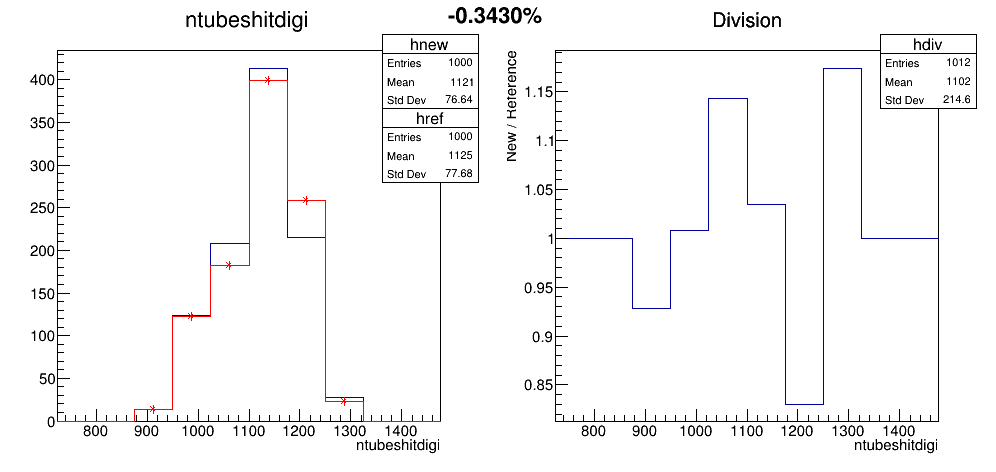 -0.3430%
ntubeshitdigi
hnew
Entries 1000
Mean 1121
Std Dev 76.64
href
Entries 1000
Mean 1125
Std Dev 77.68
400
350
300
250
200
150
100
50
0
800 900 1000 1100 1200 1300 1400
ntubeshitdigi
Division
hdiv
Entries 1012
Mean 1102
Std Dev 214.6
New / Reference
1.15
1.1
1.05
1
0.95
0.9
0.85
800 900 1000 1100 1200 1300 1400
ntubeshitdigi